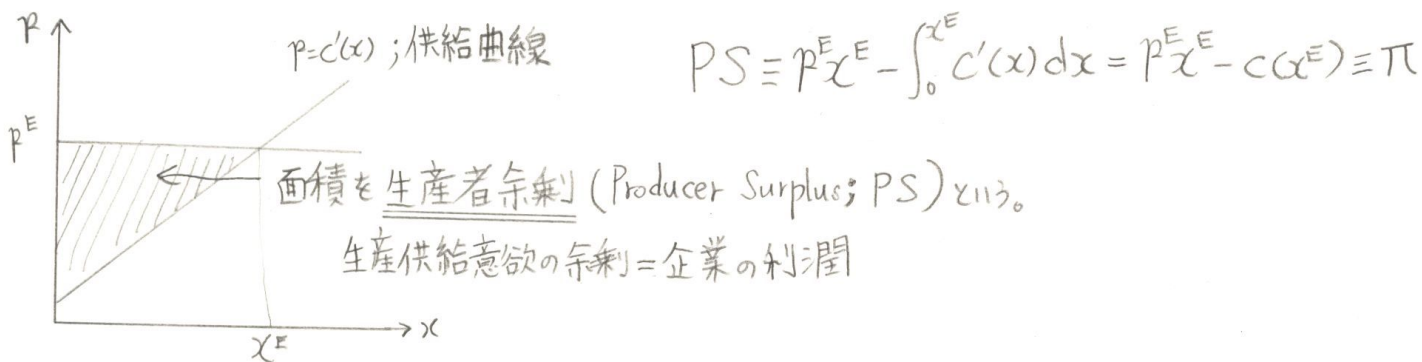 p
p=c'(x) ; 供給曲線
PS ≡ p^E x^E - ∫_0^{x^E} c'(x) dx = p^E x^E - c(x^E) ≡ π
p^E
面積を生産者余剰 (Producer Surplus; PS) という。
生産供給意欲の余剰 = 企業の利潤
x
x^E